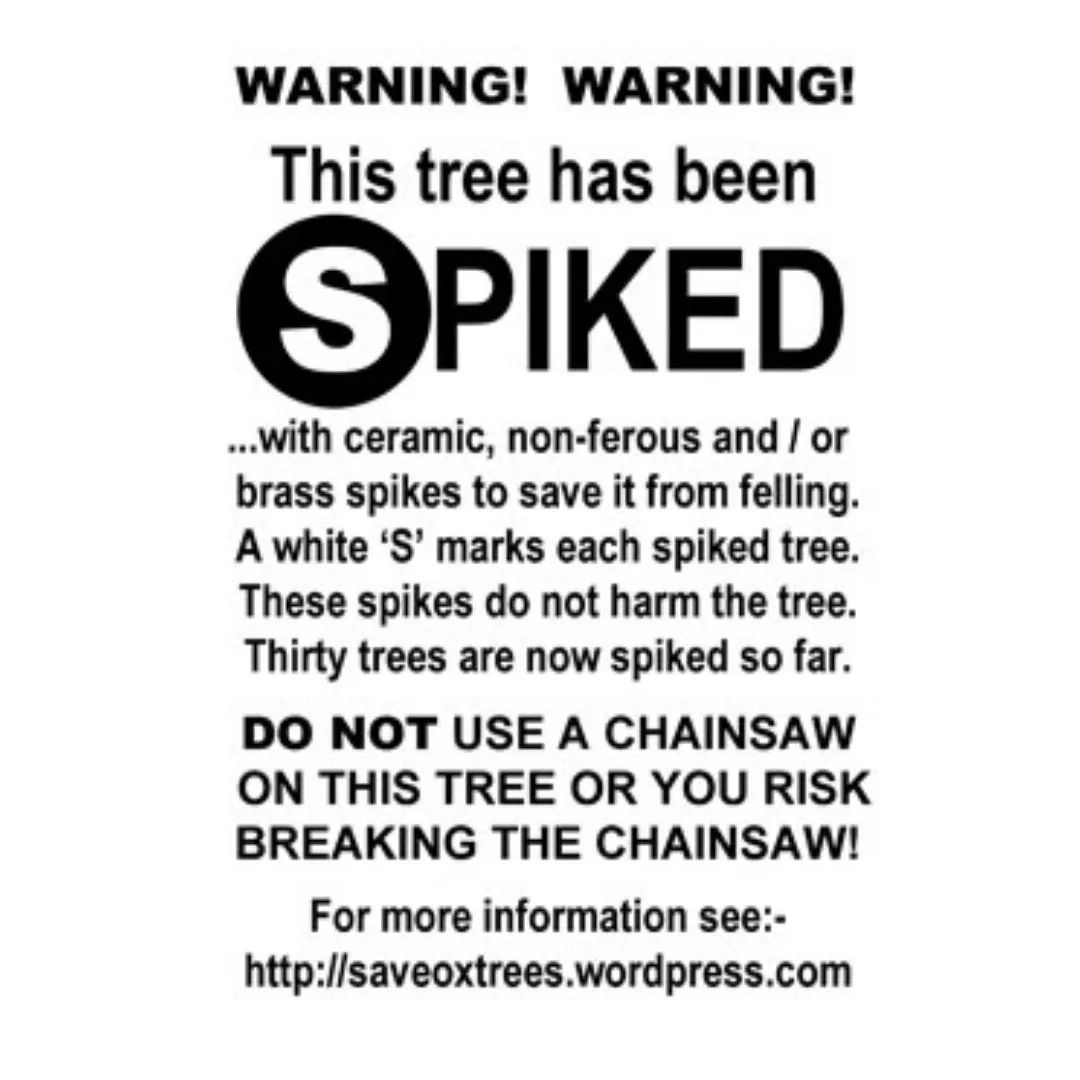 WARNING! WARNING!
This tree has been
SPIKED
...with ceramic, non-ferous and / or
brass spikes to save it from felling.
A white ‘S’ marks each spiked tree.
These spikes do not harm the tree.
Thirty trees are now spiked so far.
DO NOT USE A CHAINSAW
ON THIS TREE OR YOU RISK
BREAKING THE CHAINSAW!
For more information see:-
http://saveoxtrees.wordpress.com